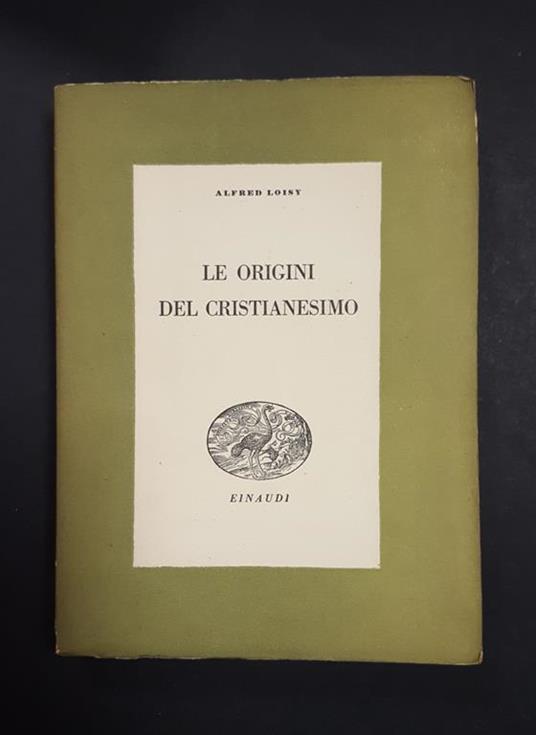 ALFRED LOISY
LE ORIGINI
DEL CRISTIANESIMO
EINAUDI